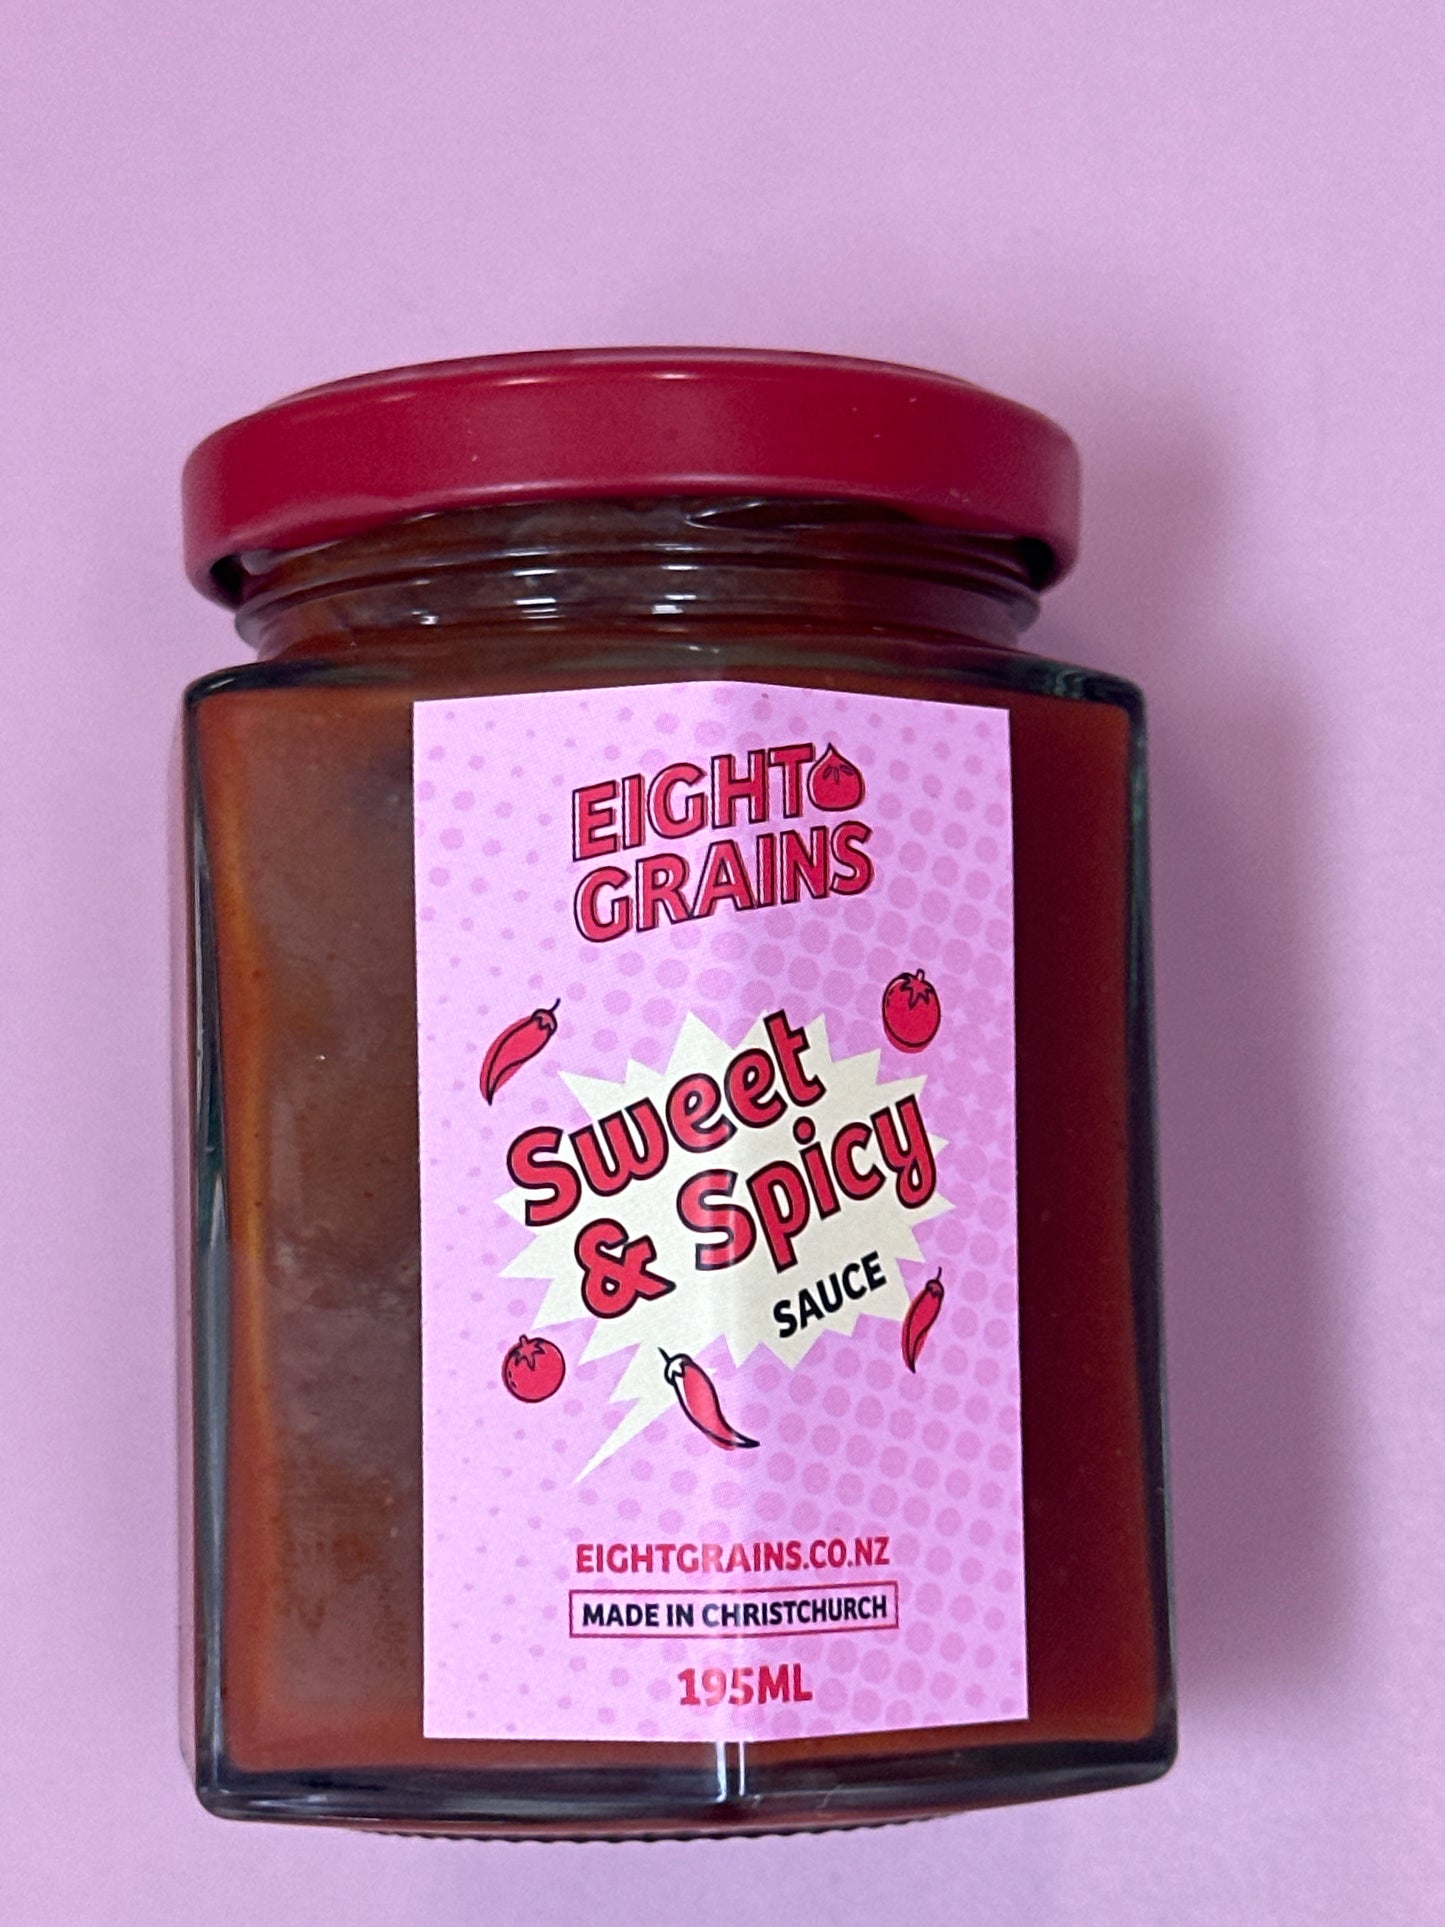 EIGHT
GRAINS
Sweet
& Spicy
SAUCE
EIGHTGRAINS.CO.NZ
MADE IN CHRISTCHURCH
195ML